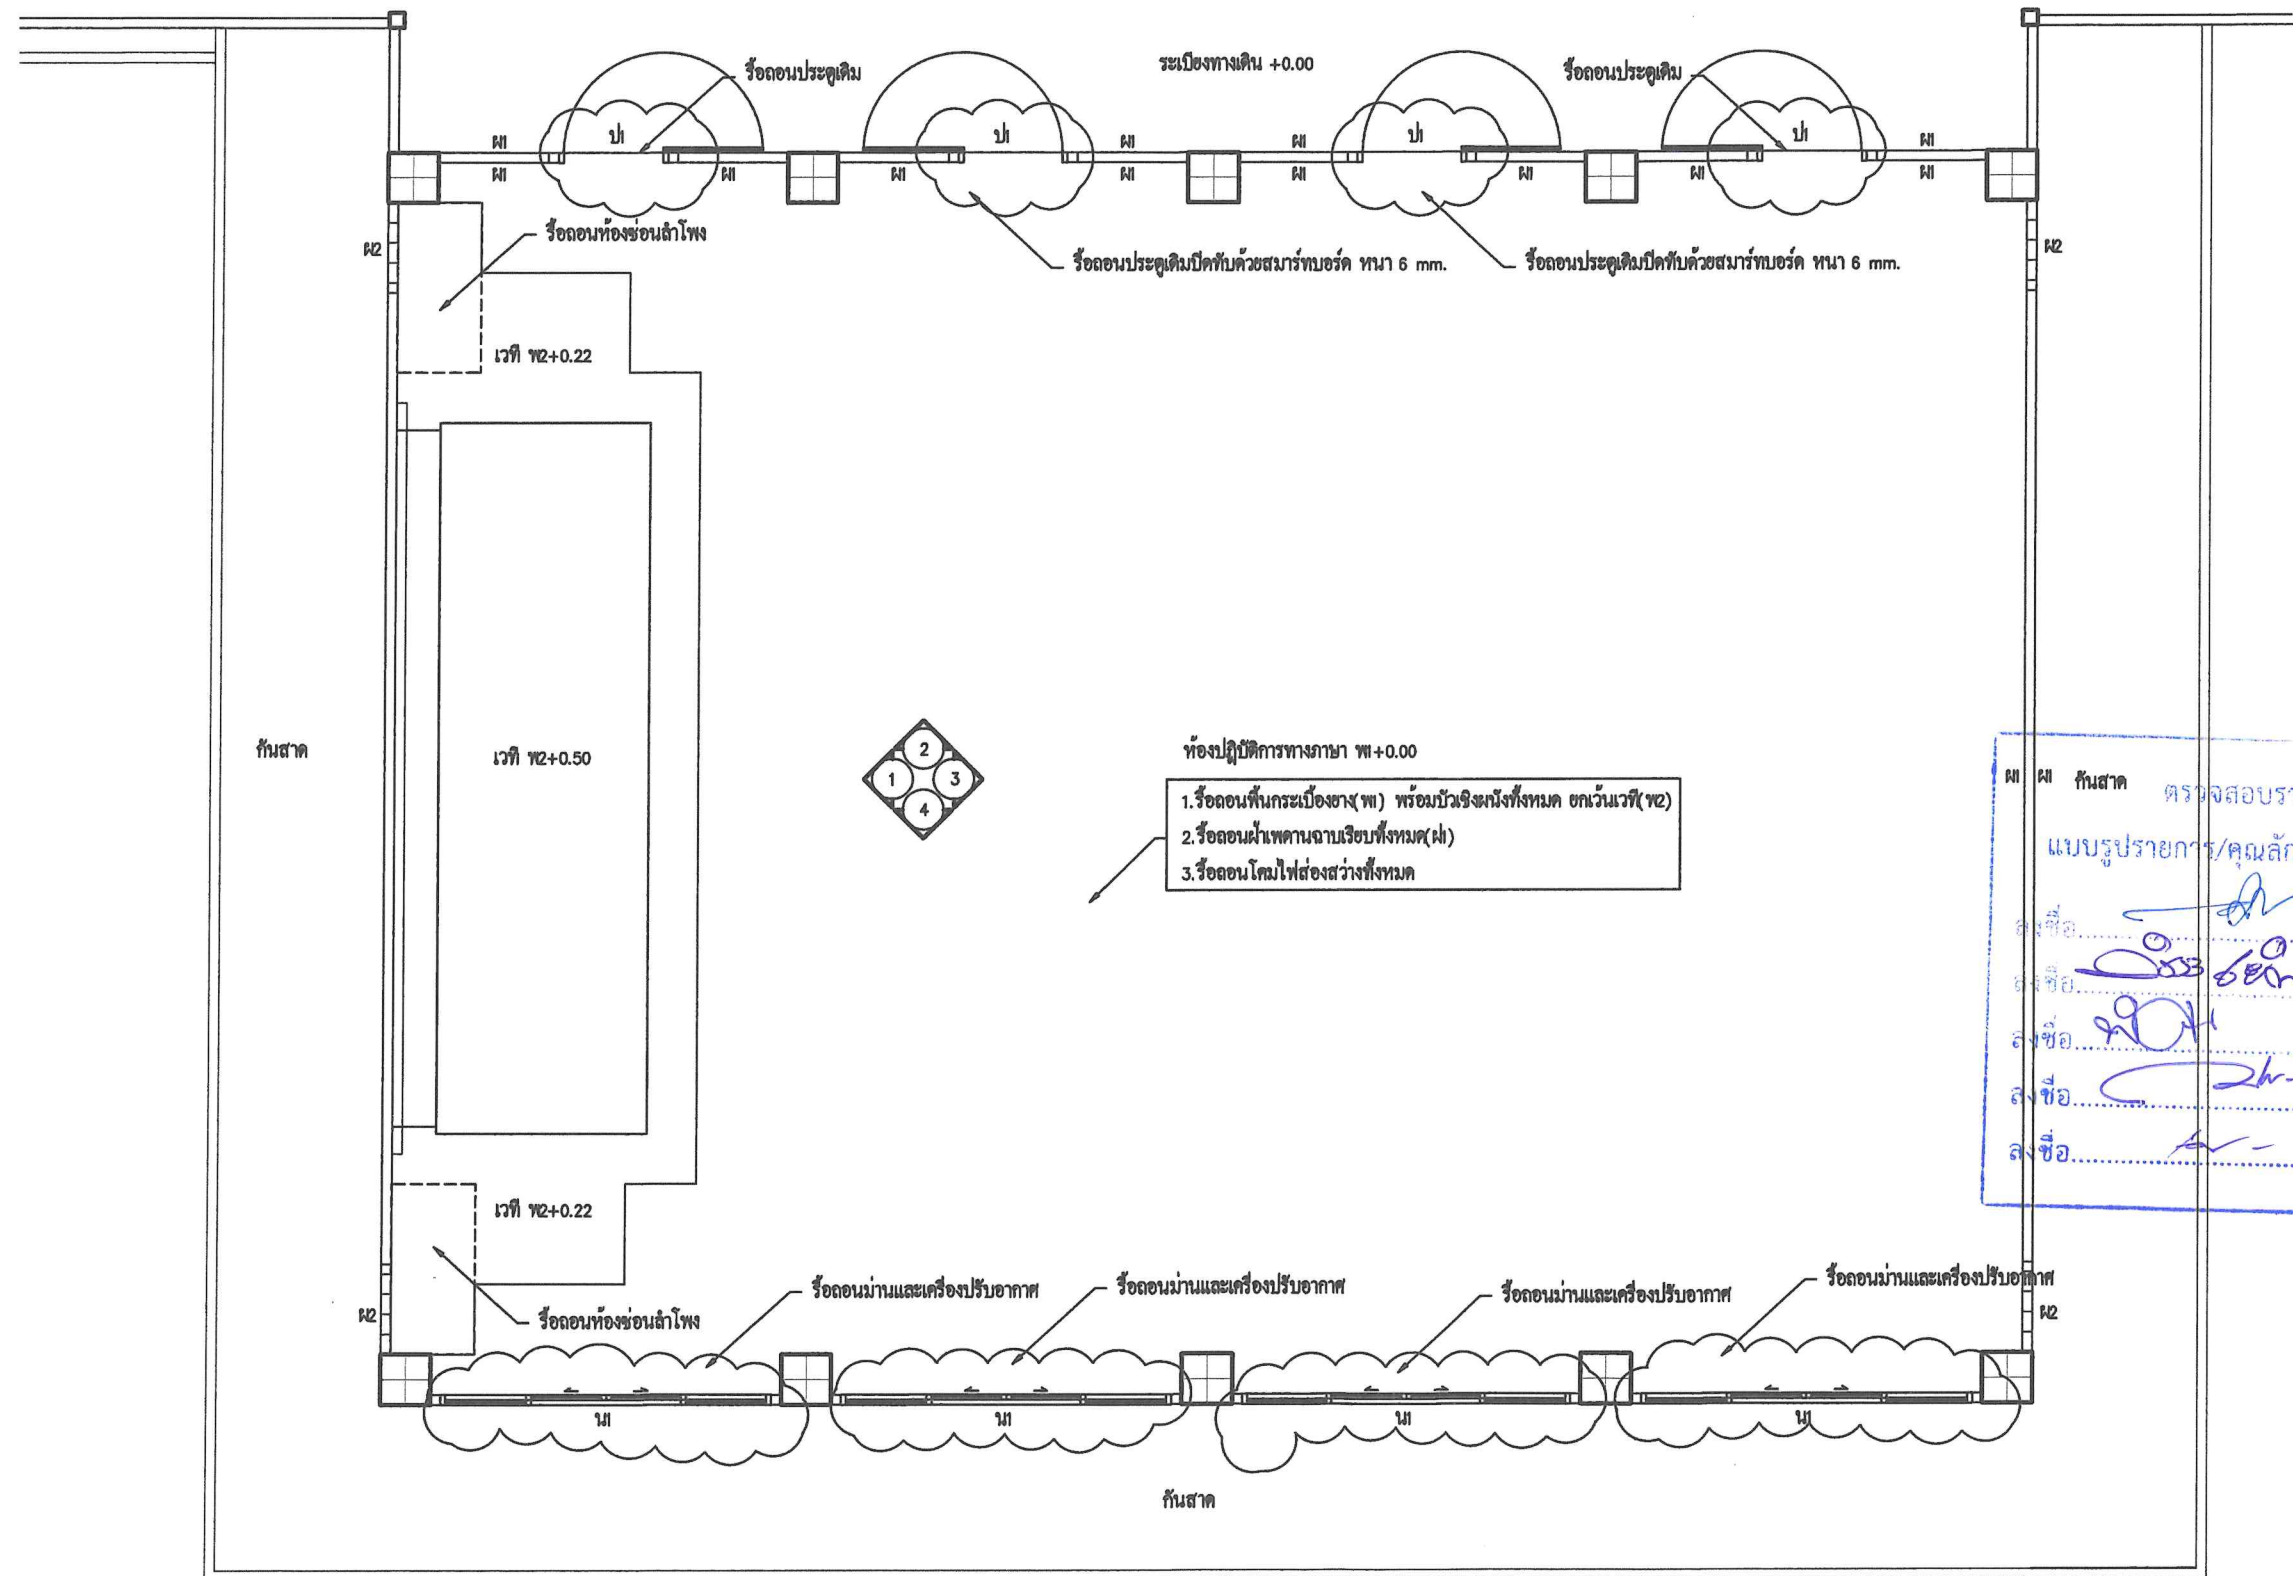 ระเบียงทางเดิน +0.00
รื้อถอนประตูเดิม
รื้อถอนประตูเดิม
ป1
ป1
ป1
ป1
ผ1
ผ1
ผ1
ผ1
ผ1
ผ1
ผ1
ผ1
ผ1
ผ1
ผ1
ผ1
ผ2
รื้อถอนห้องซ่อนลำโพง
รื้อถอนประตูเดิมปิดทับด้วยสมาร์ทบอร์ด หนา 6 mm.
รื้อถอนประตูเดิมปิดทับด้วยสมาร์ทบอร์ด หนา 6 mm.
ผ2
เวที พ2+0.22
กันสาด
เวที พ2+0.50
2
1
3
4
ห้องปฏิบัติการทางภาษา พ1+0.00
1.รื้อถอนพื้นกระเบื้องยาง(พ1) พร้อมบัวเชิงผนังทั้งหมด ยกเว้นเวที(พ2)
2.รื้อถอนฝ้าเพดานฉาบเรียบทั้งหมด(ฝ1)
3.รื้อถอนโคมไฟส่องสว่างทั้งหมด
ผ1
ผ1
กันสาด
ตรวจสอบรา
แบบรูปรายการ/คุณลัก
ลงชื่อ
ลงชื่อ
ลงชื่อ
ลงชื่อ
ลงชื่อ
เวที พ2+0.22
รื้อถอนม่านและเครื่องปรับอากาศ
รื้อถอนม่านและเครื่องปรับอากาศ
รื้อถอนม่านและเครื่องปรับอากาศ
รื้อถอนม่านและเครื่องปรับอากาศ
ผ2
รื้อถอนห้องซ่อนลำโพง
ผ2
น1
น1
น1
น1
กันสาด